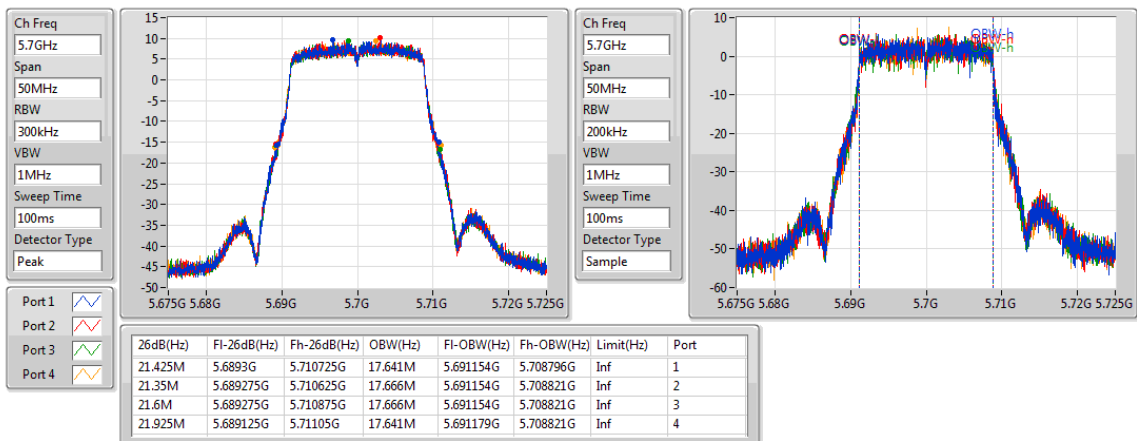 Ch Freq
5.7GHz
Span
50MHz
RBW
300kHz
VBW
1MHz
Sweep Time
100ms
Detector Type
Peak
15
10
5
0
-5
-10
-15
-20
-25
-30
-35
-40
-45
-50
5.675G 5.68G 5.69G 5.7G 5.71G 5.72G 5.725G
Ch Freq
5.7GHz
Span
50MHz
RBW
200kHz
VBW
1MHz
Sweep Time
100ms
Detector Type
Sample
10
0
-10
-20
-30
-40
-50
-60
OBW-h
OBW-h
5.675G 5.68G 5.69G 5.7G 5.71G 5.72G 5.725G
Port 1
Port 2
Port 3
Port 4
26dB(Hz) Fl-26dB(Hz) Fh-26dB(Hz) OBW(Hz) Fl-OBW(Hz) Fh-OBW(Hz) Limit(Hz) Port
21.425M 5.6893G 5.710725G 17.641M 5.691154G 5.708796G Inf 1
21.35M 5.689275G 5.710625G 17.666M 5.691154G 5.708821G Inf 2
21.6M 5.689275G 5.710875G 17.666M 5.691154G 5.708821G Inf 3
21.925M 5.689125G 5.71105G 17.641M 5.691179G 5.708821G Inf 4